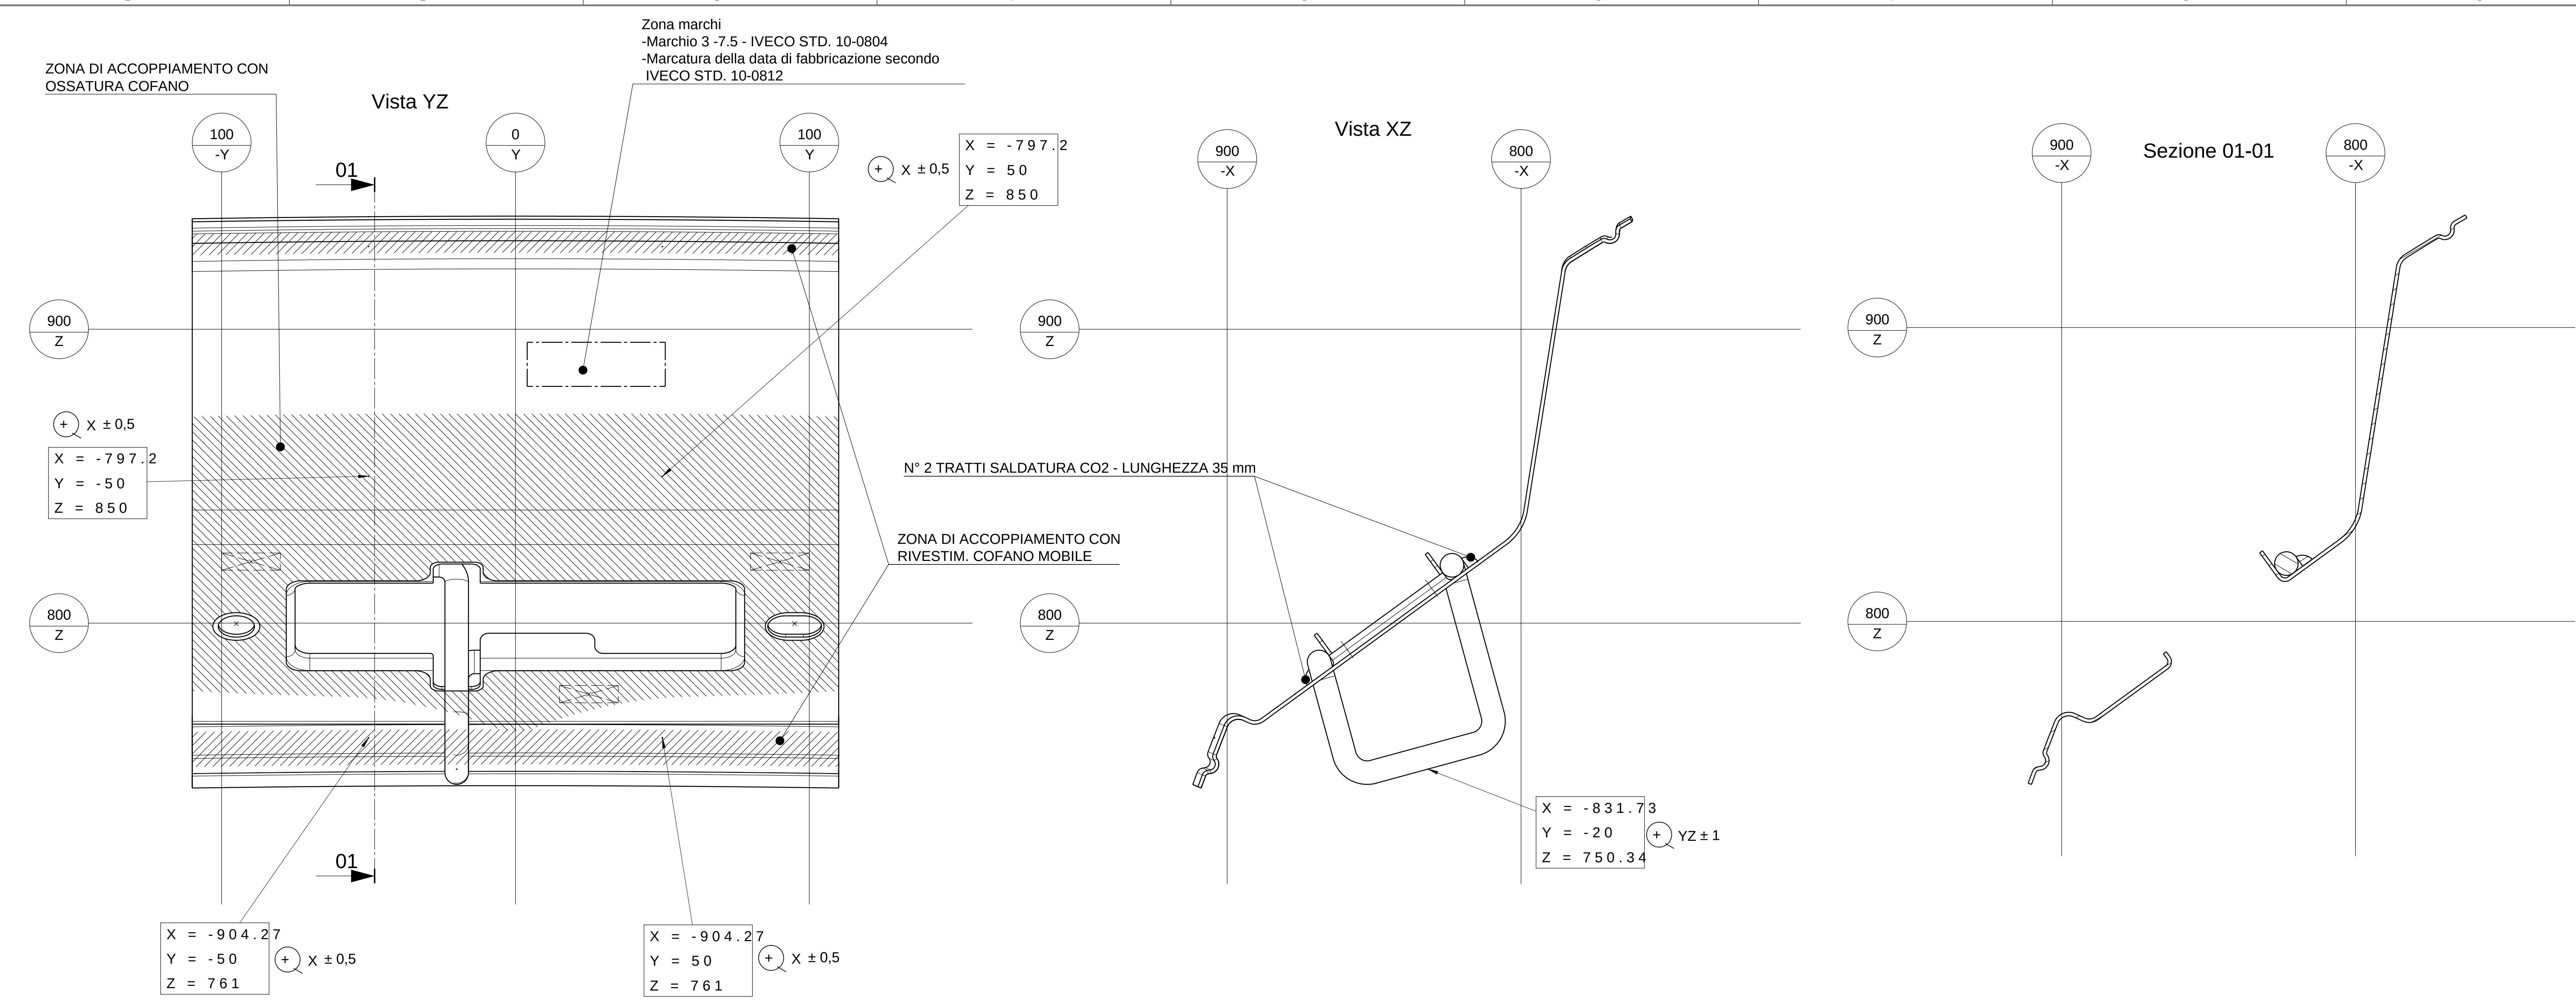 Zona marchi
-Marchio 3 -7.5 - IVECO STD. 10-0804
-Marcatura della data di fabbricazione secondo
IVECO STD. 10-0812
ZONA DI ACCOPPIAMENTO CON
OSSATURA COFANO
Vista YZ
100
-Y
0
Y
100
Y
01
+ X ± 0,5
X = -797.2
Y = 50
Z = 850
Vista XZ
900
-X
800
-X
Sezione 01-01
900
-X
800
-X
900
Z
900
Z
900
Z
+ X ± 0,5
X = -797.2
Y = -50
Z = 850
N° 2 TRATTI SALDATURA CO2 - LUNGHEZZA 35 mm
ZONA DI ACCOPPIAMENTO CON
RIVESTIM. COFANO MOBILE
800
Z
800
Z
800
Z
X = -831.73
Y = -20
Z = 750.34
+ YZ ± 1
01
X = -904.27
Y = -50
Z = 761
+ X ± 0,5
X = -904.27
Y = 50
Z = 761
+ X ± 0,5